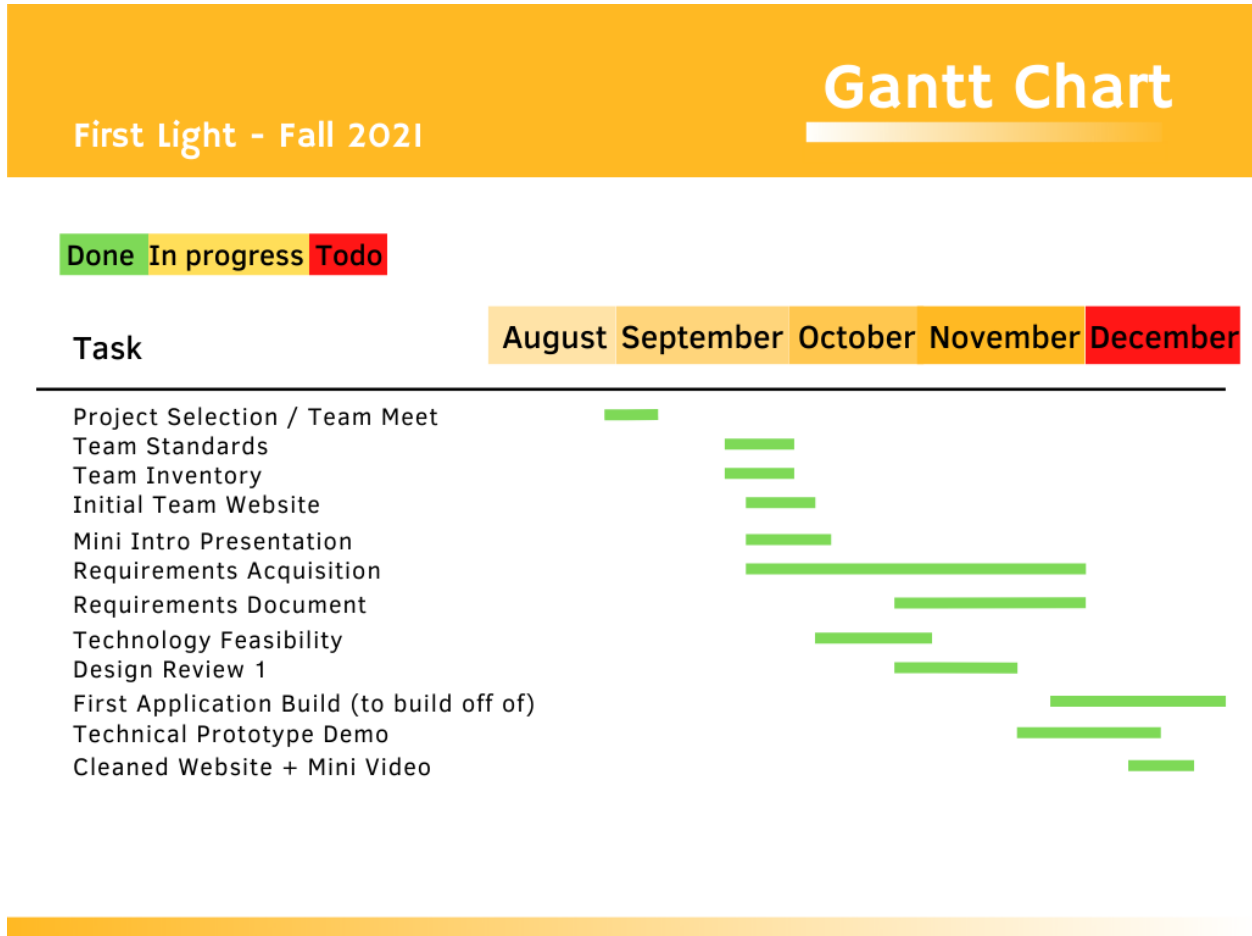 Gantt Chart
First Light - Fall 2021
Done In progress Todo
Task August September October November December
Project Selection / Team Meet
Team Standards
Team Inventory
Initial Team Website
Mini Intro Presentation
Requirements Acquisition
Requirements Document
Technology Feasibility
Design Review 1
First Application Build (to build off of)
Technical Prototype Demo
Cleaned Website + Mini Video